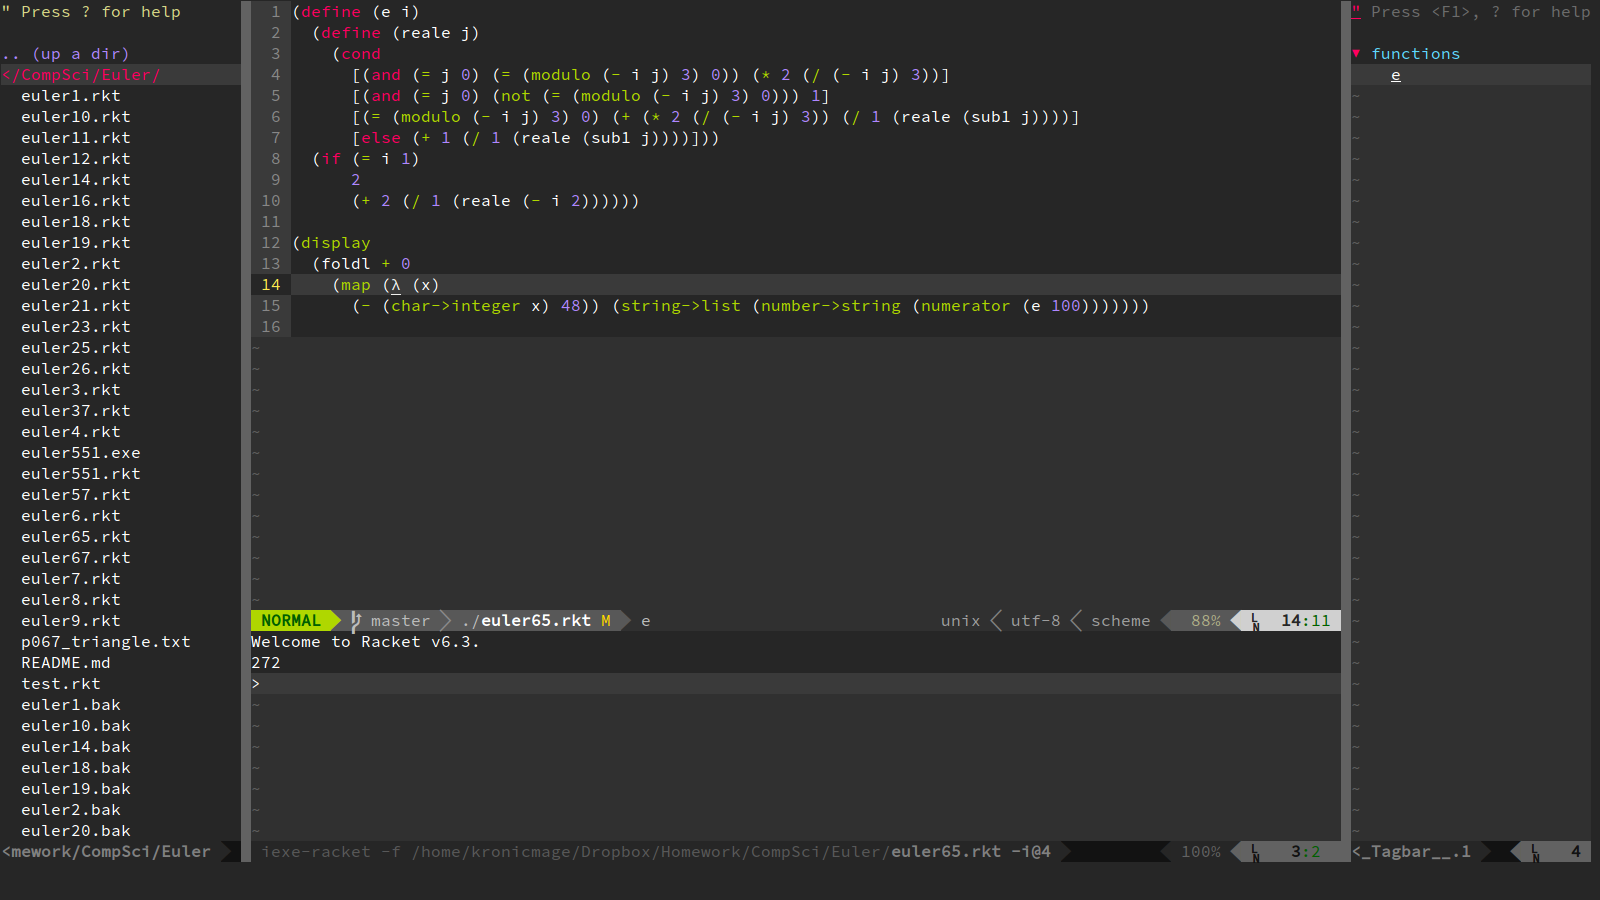 " Press ? for help
.. (up a dir)
</CompSci/Euler/
euler1.rkt
euler10.rkt
euler11.rkt
euler12.rkt
euler14.rkt
euler16.rkt
euler18.rkt
euler19.rkt
euler2.rkt
euler20.rkt
euler21.rkt
euler23.rkt
euler25.rkt
euler26.rkt
euler3.rkt
euler37.rkt
euler4.rkt
euler551.exe
euler551.rkt
euler57.rkt
euler6.rkt
euler65.rkt
euler67.rkt
euler7.rkt
euler8.rkt
euler9.rkt
p067_triangle.txt
README.md
test.rkt
euler1.bak
euler10.bak
euler14.bak
euler18.bak
euler19.bak
euler2.bak
euler20.bak
<mework/CompSci/Euler
1 (define (e i)
2   (define (reale j)
3     (cond
4       [(and (= j 0) (= (modulo (- i j) 3) 0)) (* 2 (/ (- i j) 3))]
5       [(and (= j 0) (not (= (modulo (- i j) 3) 0))) 1]
6       [(= (modulo (- i j) 3) 0) (+ (* 2 (/ (- i j) 3)) (/ 1 (reale (sub1 j))))]
7       [else (+ 1 (/ 1 (reale (sub1 j))))]))
8   (if (= i 1)
9       2
10       (+ 2 (/ 1 (reale (- i 2))))))
11
12 (display
13   (foldl + 0
14     (map (λ (x)
15       (- (char->integer x) 48)) (string->list (number->string (numerator (e 100)))))))
16
NORMAL master ./euler65.rkt M e unix utf-8 scheme 88% LN 14:11
Welcome to Racket v6.3.
272
>
iexe-racket -f /home/kronicmage/Dropbox/Homework/CompSci/Euler/euler65.rkt -i@4 100% LN 3:2
" Press <F1>, ? for help
▼ functions
e
<_Tagbar__.1 LN 4